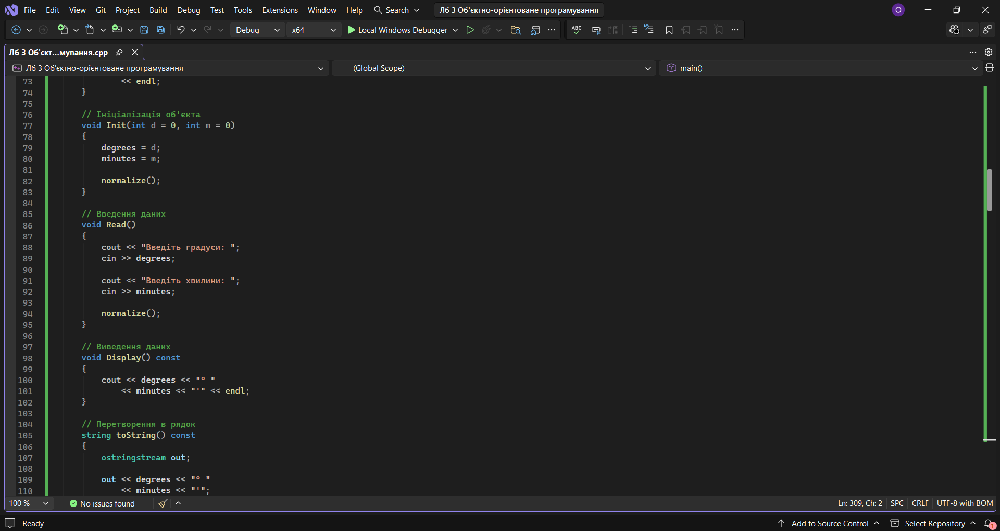 File Edit View Git Project Build Debug Test Tools Extensions Window Help Search Лб 3 Об'єктно-орієнтоване програмування O
Debug x64 Local Windows Debugger ABC
Лб 3 Об'єкт...мування.cpp
Лб 3 Об'єктно-орієнтоване програмування (Global Scope) main()
73 << endl;
74 }
75
76 // Ініціалізація об'єкта
77 void Init(int d = 0, int m = 0)
78 {
79 degrees = d;
80 minutes = m;
81
82 normalize();
83 }
84
85 // Введення даних
86 void Read()
87 {
88 cout << "Введіть градуси: ";
89 cin >> degrees;
90
91 cout << "Введіть хвилини: ";
92 cin >> minutes;
93
94 normalize();
95 }
96
97 // Виведення даних
98 void Display() const
99 {
100 cout << degrees << "° "
101 << minutes << "'" << endl;
102 }
103
104 // Перетворення в рядок
105 string toString() const
106 {
107 ostringstream out;
108
109 out << degrees << "° "
110 << minutes << "'";
100 % No issues found Ln: 309, Ch: 2 SPC CRLF UTF-8 with BOM
Ready Add to Source Control Select Repository 1